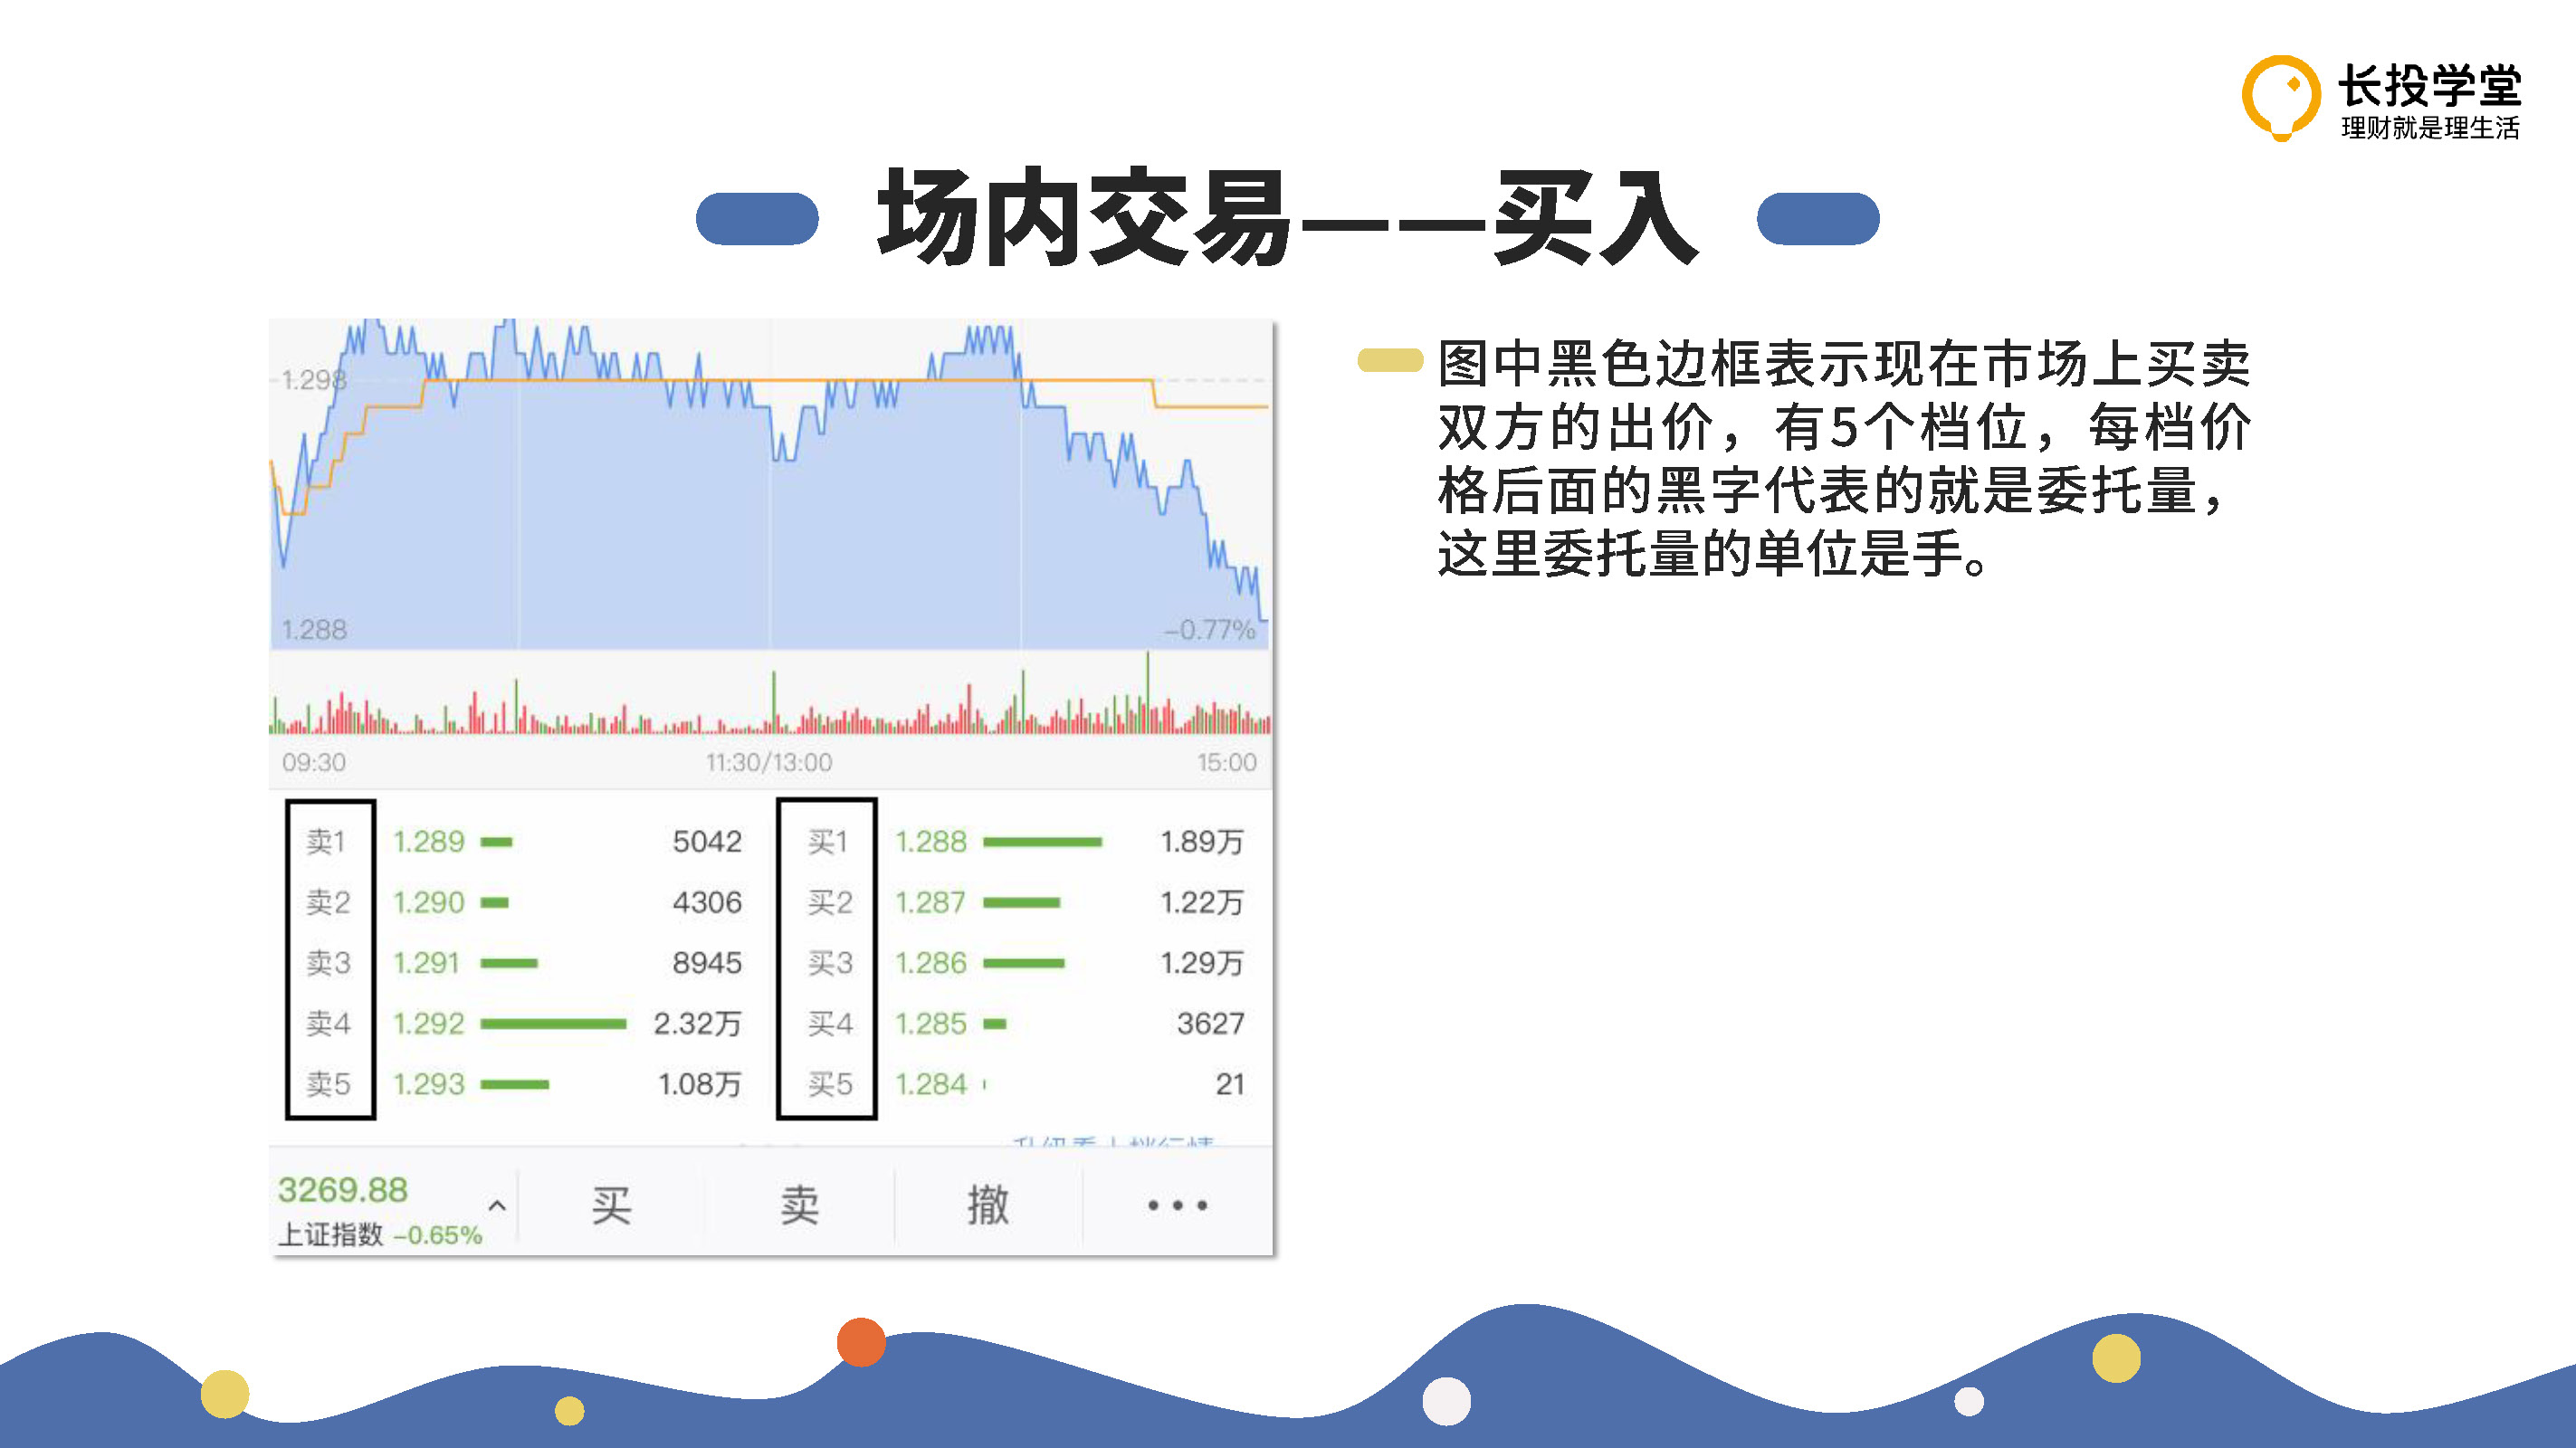 长投学堂
理财就是理生活
场内交易——买入
1.298
1.288
-0.77%
09:30 11:30/13:00 15:00
卖1 1.289 5042 买1 1.288 1.89万
卖2 1.290 4306 买2 1.287 1.22万
卖3 1.291 8945 买3 1.286 1.29万
卖4 1.292 2.32万 买4 1.285 3627
卖5 1.293 1.08万 买5 1.284 21
3269.88
上证指数 -0.65%
买 卖 撤
图中黑色边框表示现在市场上买卖
双方的出价，有5个档位，每档价
格后面的黑字代表的就是委托量，
这里委托量的单位是手。